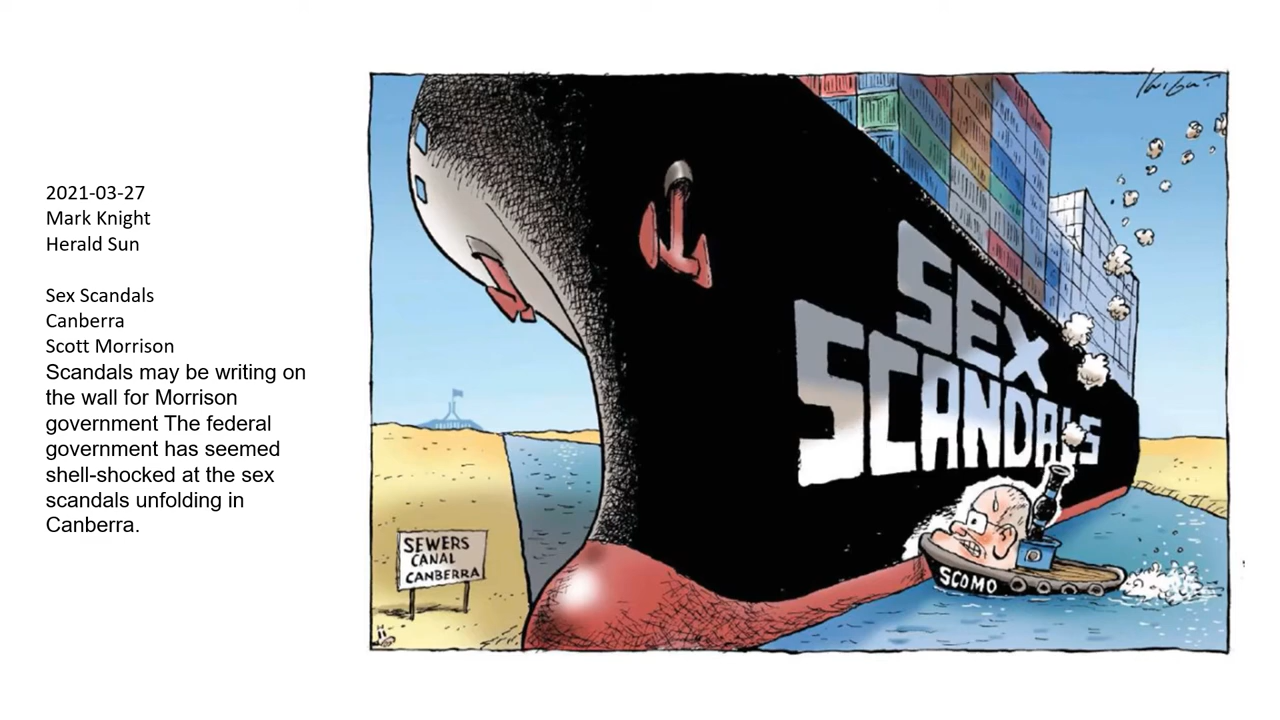 2021-03-27
Mark Knight
Herald Sun
Sex Scandals
Canberra
Scott Morrison
Scandals may be writing on
the wall for Morrison
government The federal
government has seemed
shell-shocked at the sex
scandals unfolding in
Canberra.
SEX
SCANDALS
SEWERS
CANAL
CANBERRA
SCOMO